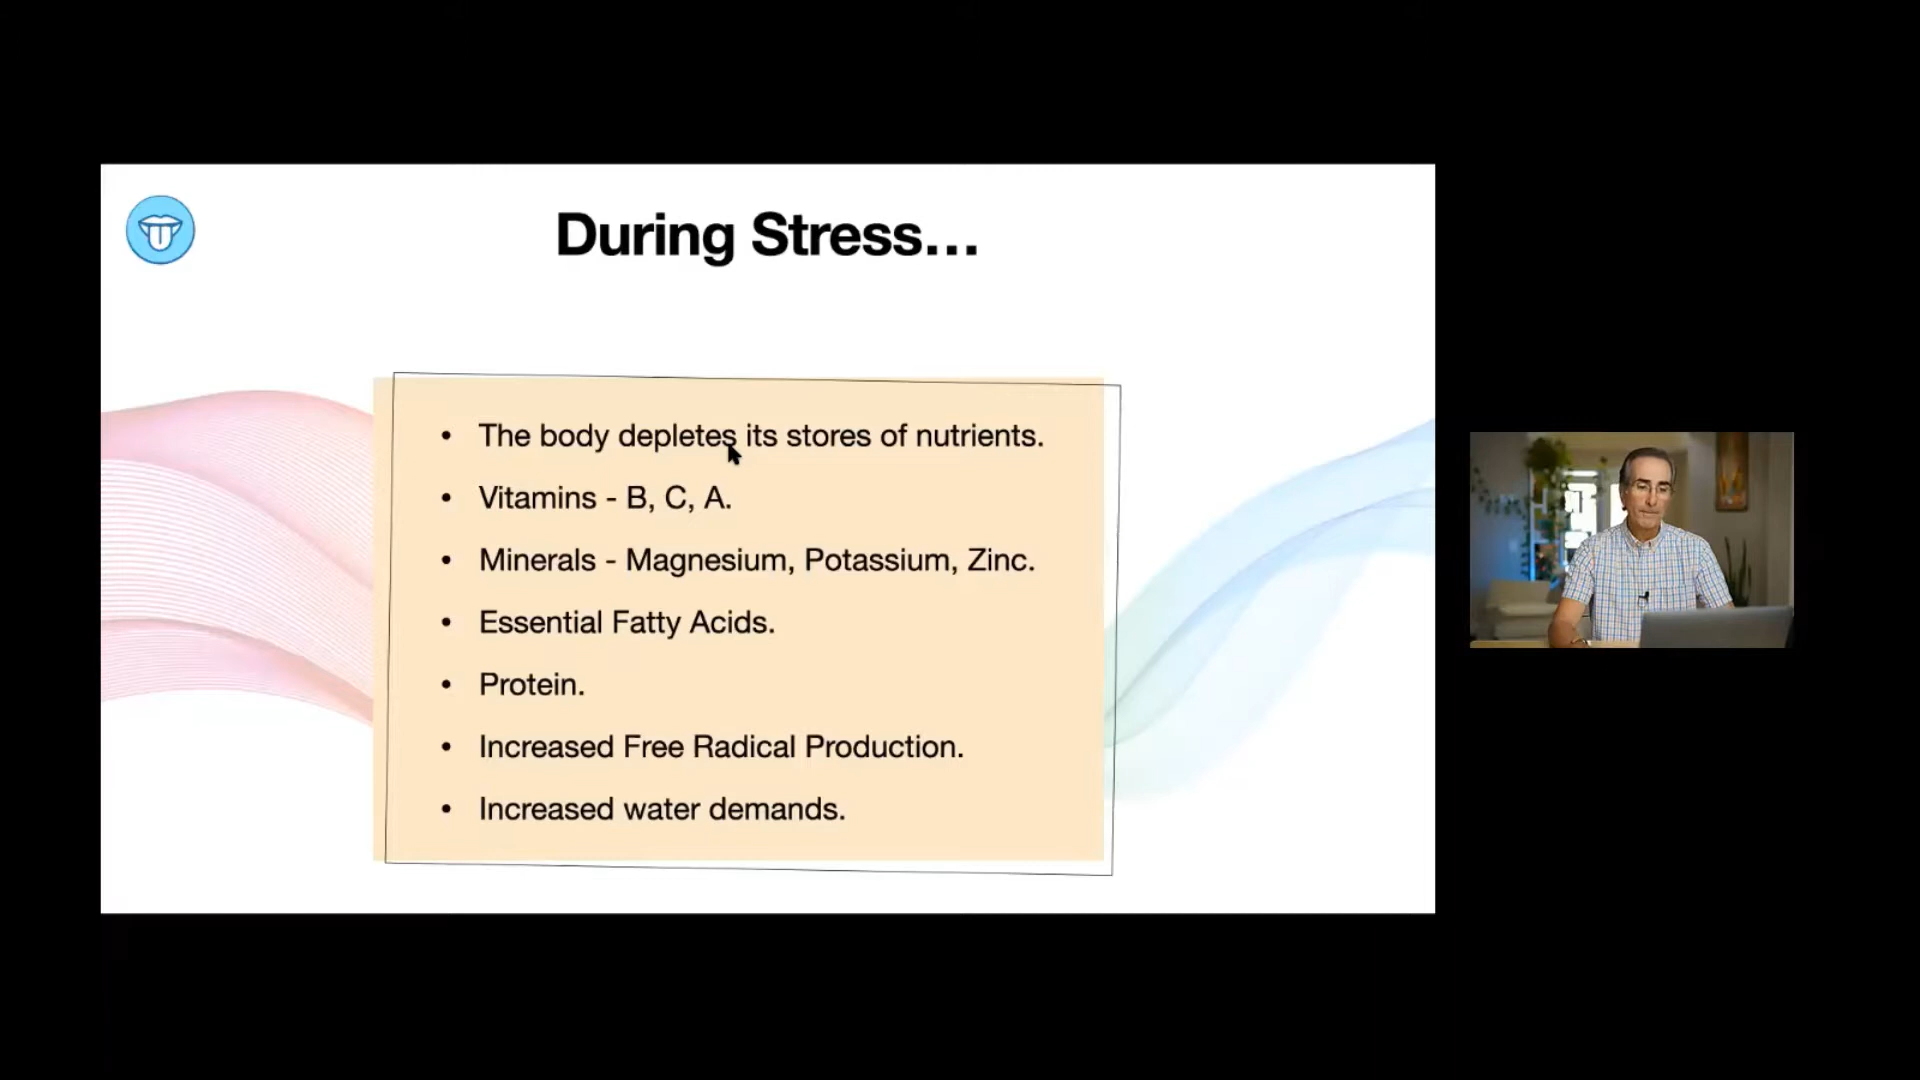 During Stress...
• The body depletes its stores of nutrients.
• Vitamins - B, C, A.
• Minerals - Magnesium, Potassium, Zinc.
• Essential Fatty Acids.
• Protein.
• Increased Free Radical Production.
• Increased water demands.